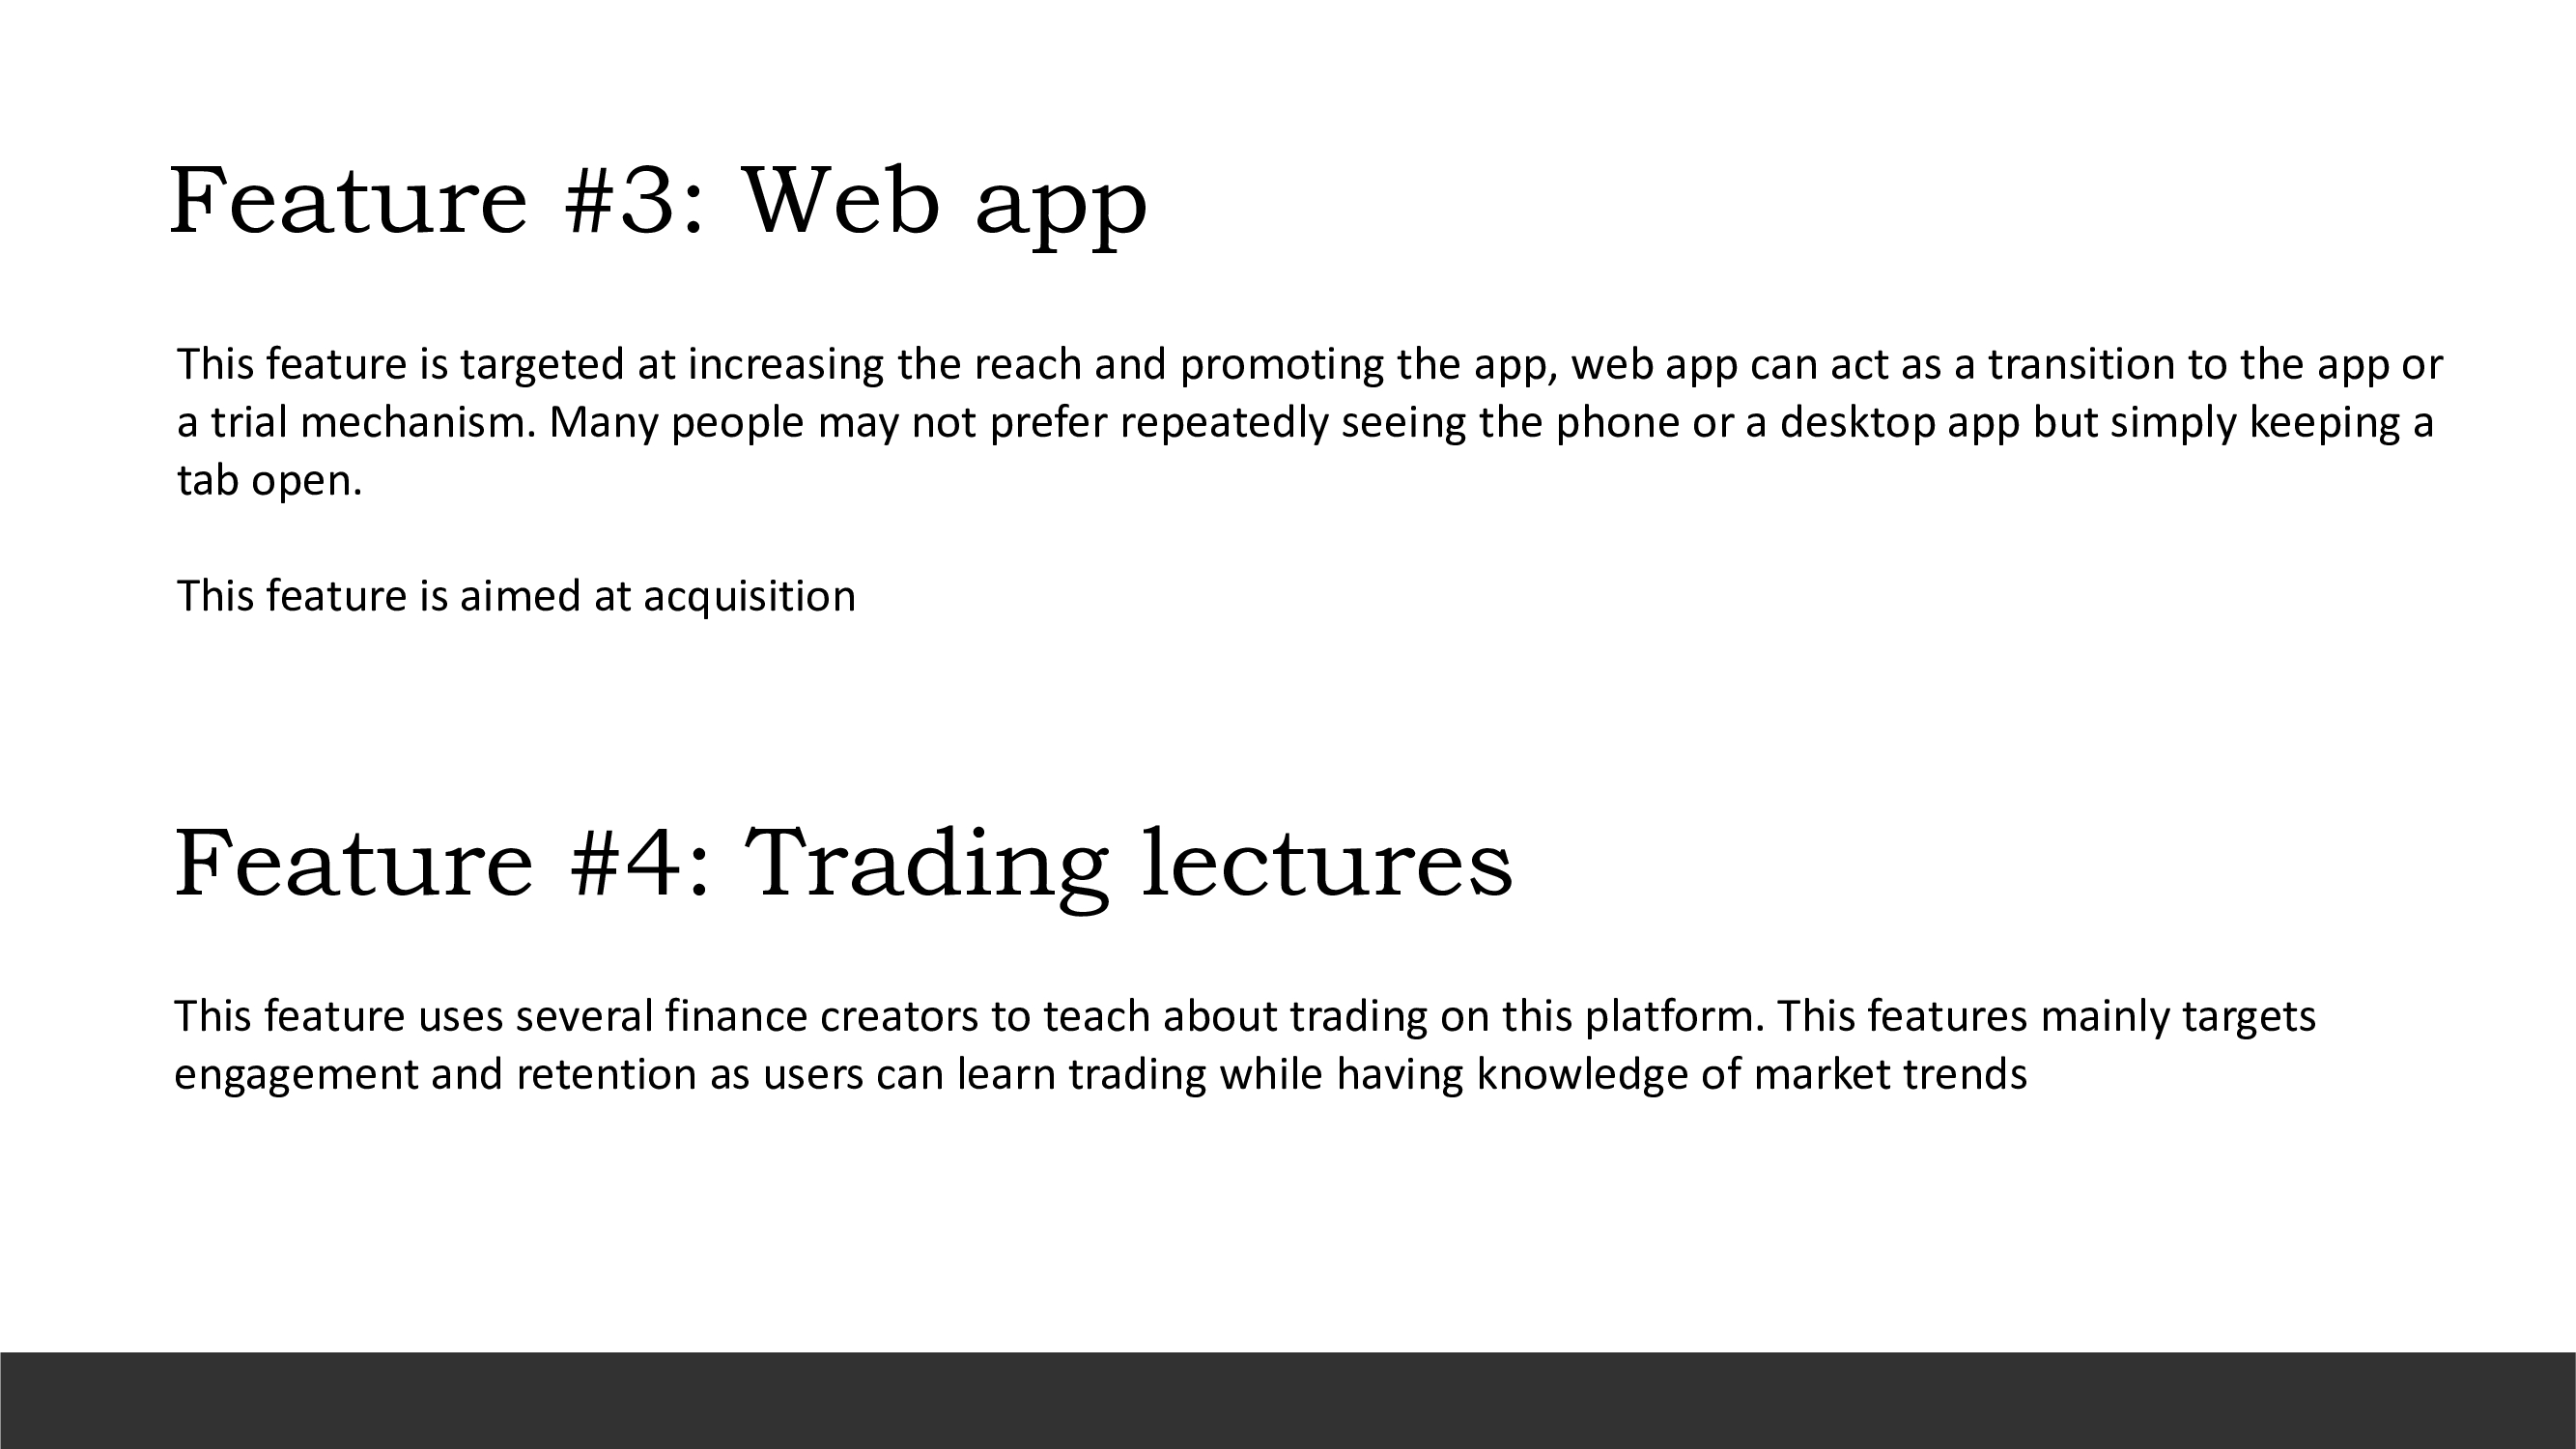 Feature #3: Web app
This feature is targeted at increasing the reach and promoting the app, web app can act as a transition to the app or
a trial mechanism. Many people may not prefer repeatedly seeing the phone or a desktop app but simply keeping a
tab open.
This feature is aimed at acquisition
Feature #4: Trading lectures
This feature uses several finance creators to teach about trading on this platform. This features mainly targets
engagement and retention as users can learn trading while having knowledge of market trends